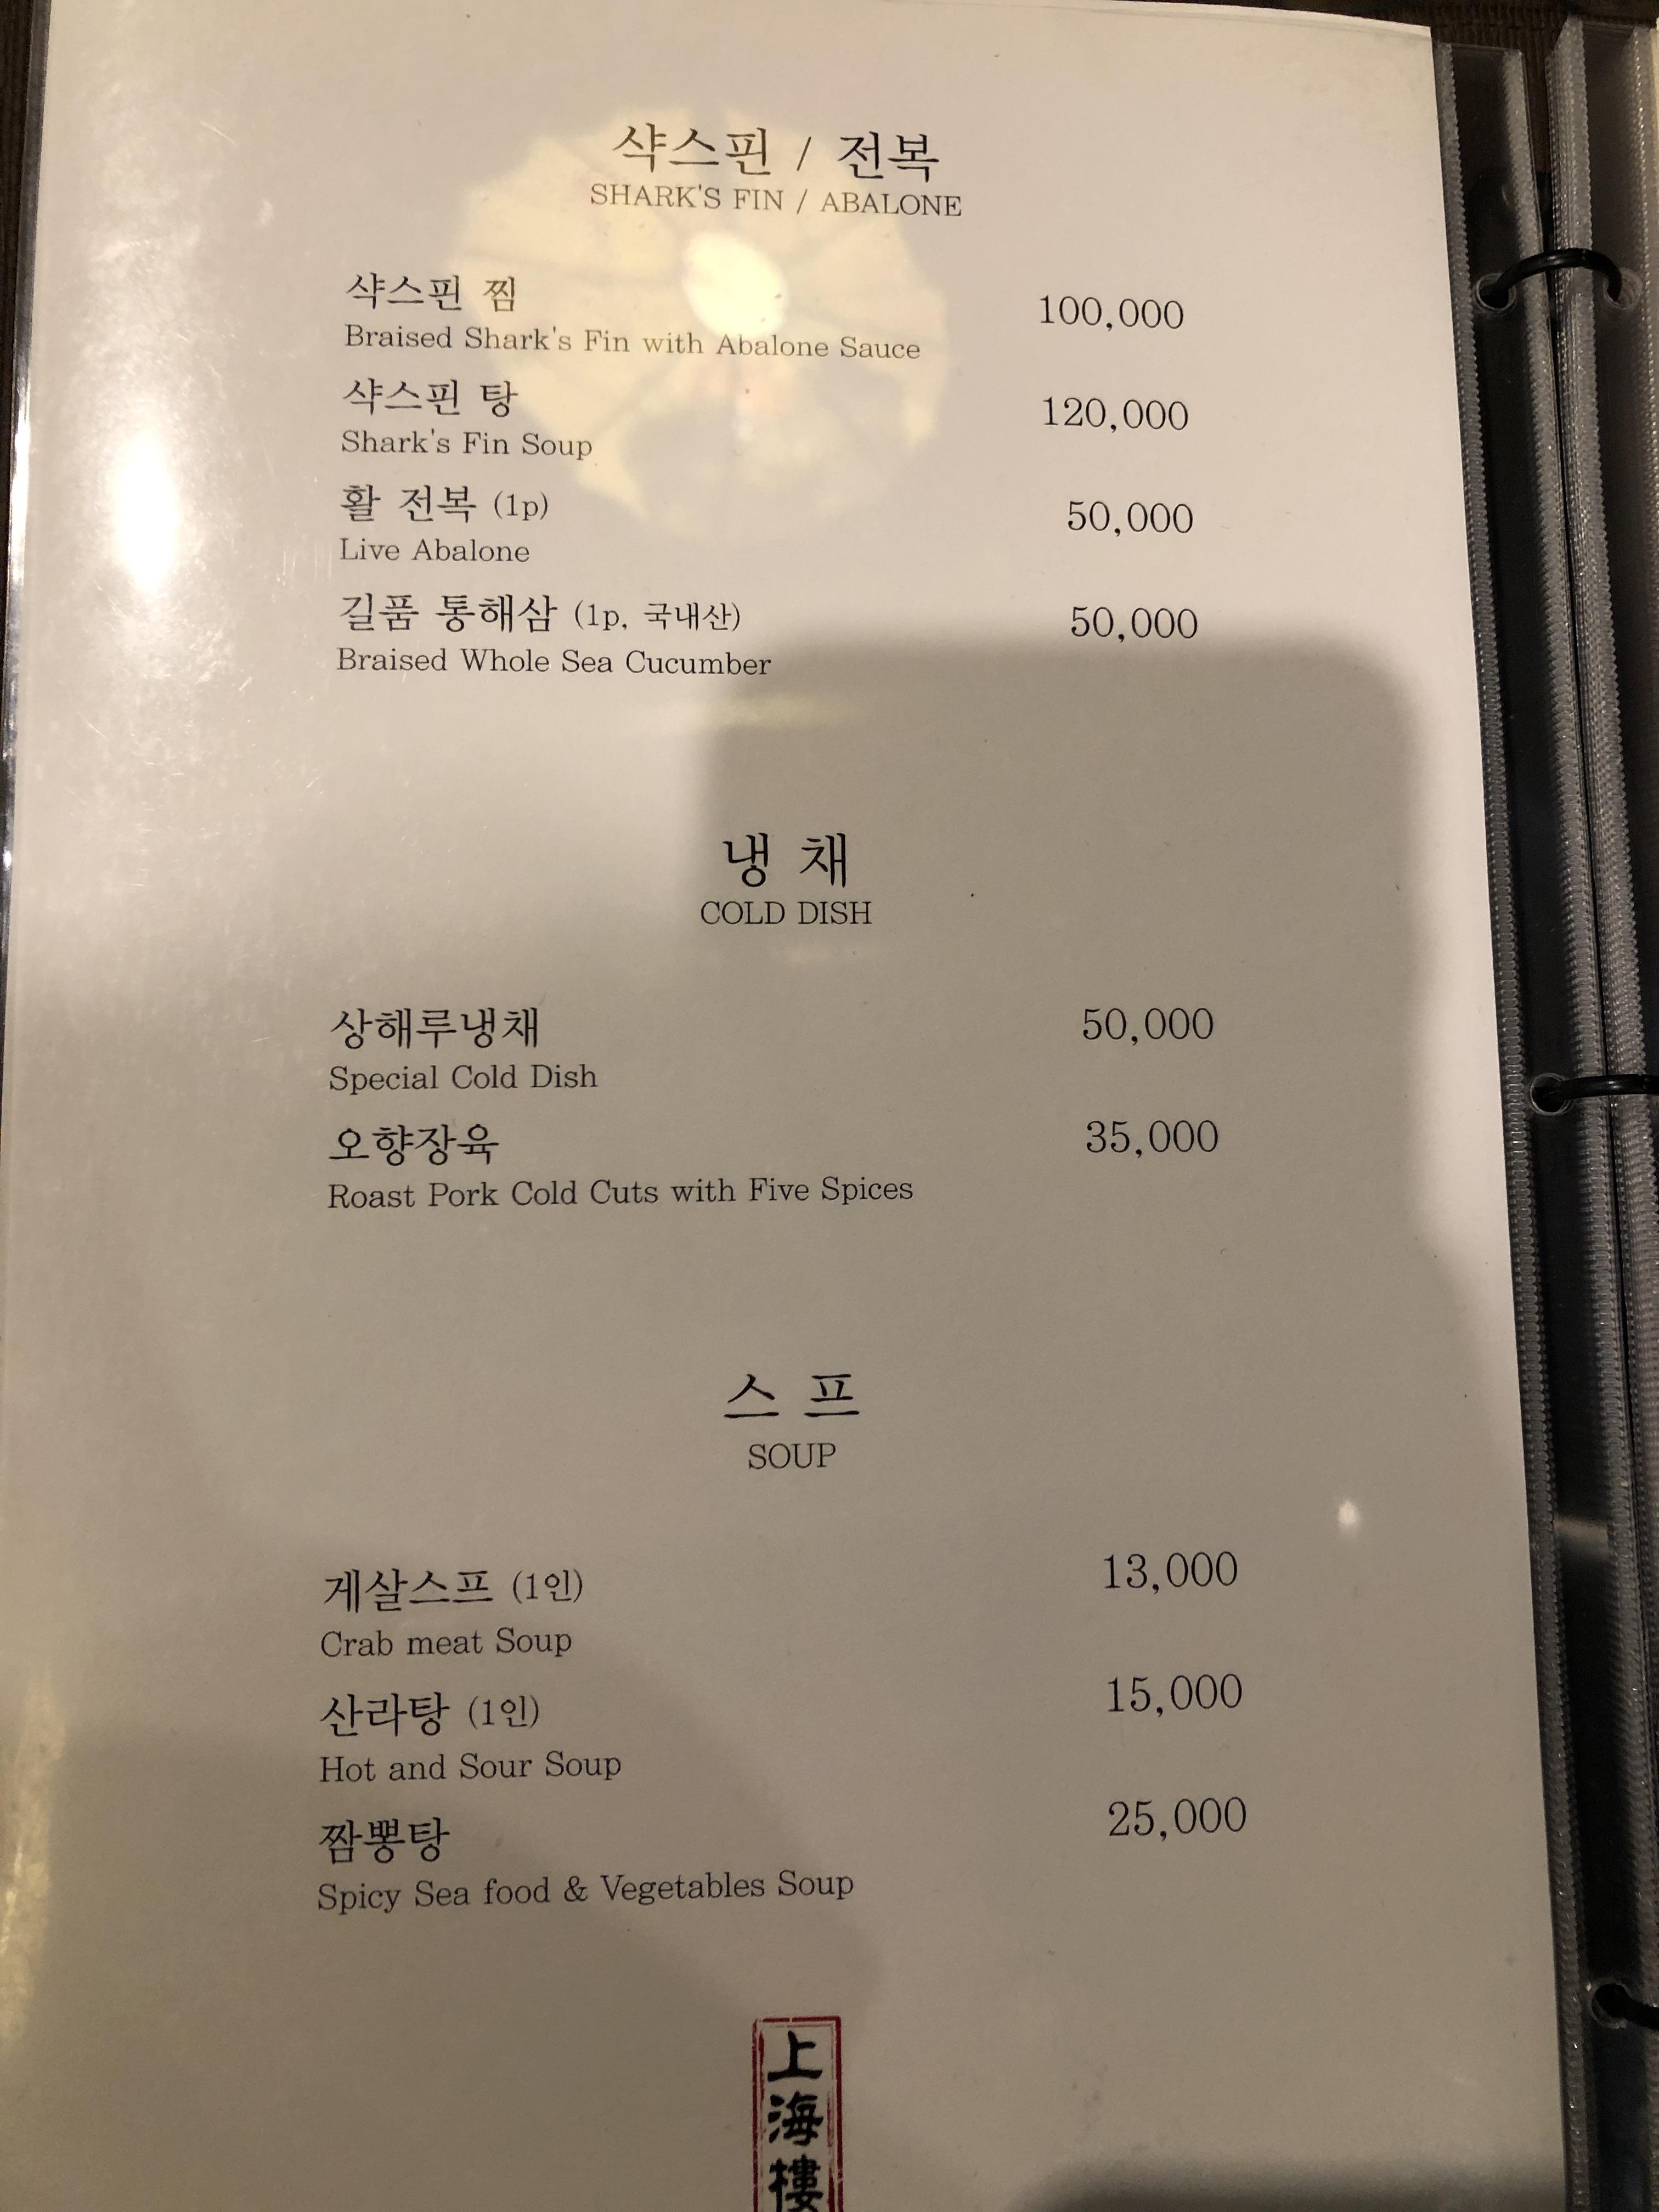 샥스핀 / 전복
SHARK'S FIN / ABALONE
샥스핀 찜 100,000
Braised Shark's Fin with Abalone Sauce
샥스핀 탕 120,000
Shark's Fin Soup
활 전복 (1p) 50,000
Live Abalone
길품 통해삼 (1p, 국내산) 50,000
Braised Whole Sea Cucumber
냉 채
COLD DISH
상해루냉채 50,000
Special Cold Dish
오향장육 35,000
Roast Pork Cold Cuts with Five Spices
스 프
SOUP
게살스프 (1인) 13,000
Crab meat Soup
산라탕 (1인) 15,000
Hot and Sour Soup
짬뽕탕 25,000
Spicy Sea food & Vegetables Soup
上海樓